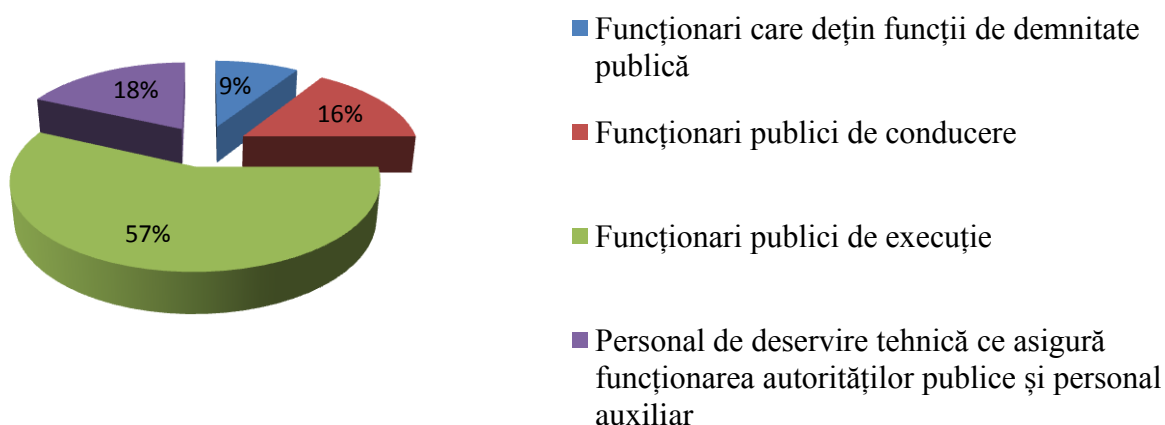 18%
9%
16%
57%
Funcționari care dețin funcții de demnitate
publică
Funcționari publici de conducere
Funcționari publici de execuție
Personal de deservire tehnică ce asigură
funcționarea autorităților publice și personal
auxiliar